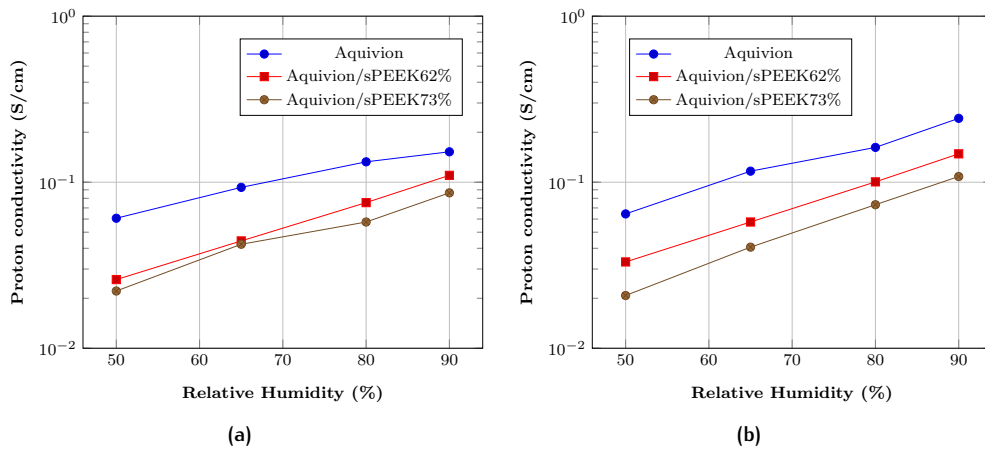 10^0
Aquivion
Aquivion/sPEEK62%
Aquivion/sPEEK73%
10^−1
10^−2
Proton conductivity (S/cm)
50 60 70 80 90
Relative Humidity (%)
(a)
10^0
Aquivion
Aquivion/sPEEK62%
Aquivion/sPEEK73%
10^−1
10^−2
Proton conductivity (S/cm)
50 60 70 80 90
Relative Humidity (%)
(b)